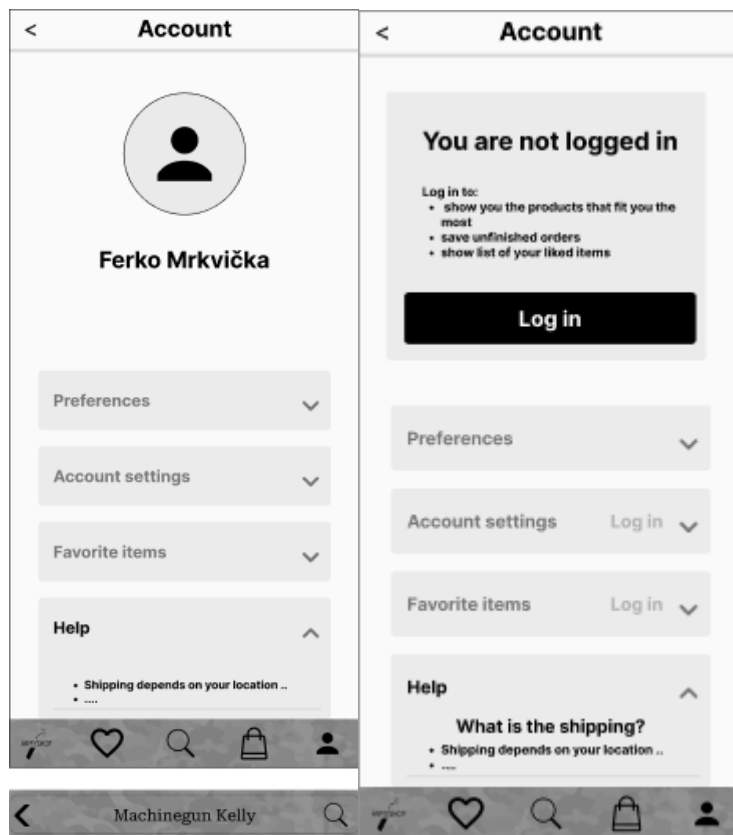 < Account
Ferko Mrkvička
Preferences
Account settings
Favorite items
Help
• Shipping depends on your location ..
• ....
Machinegun Kelly
< Account
You are not logged in
Log in to:
• show you the products that fit you the
most
• save unfinished orders
• show list of your liked items
Log in
Preferences
Account settings Log in
Favorite items Log in
Help
What is the shipping?
• Shipping depends on your location ..
• ....